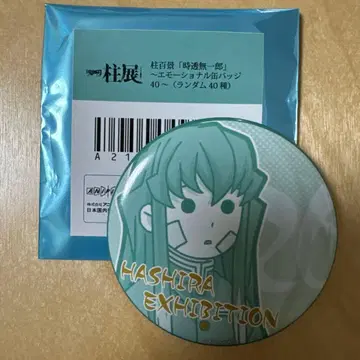 柱展
柱百景「時透無一郎」
～エモーショナル缶バッジ
40～（ランダム40種）
A21
HASHIRA
EXHIBITION